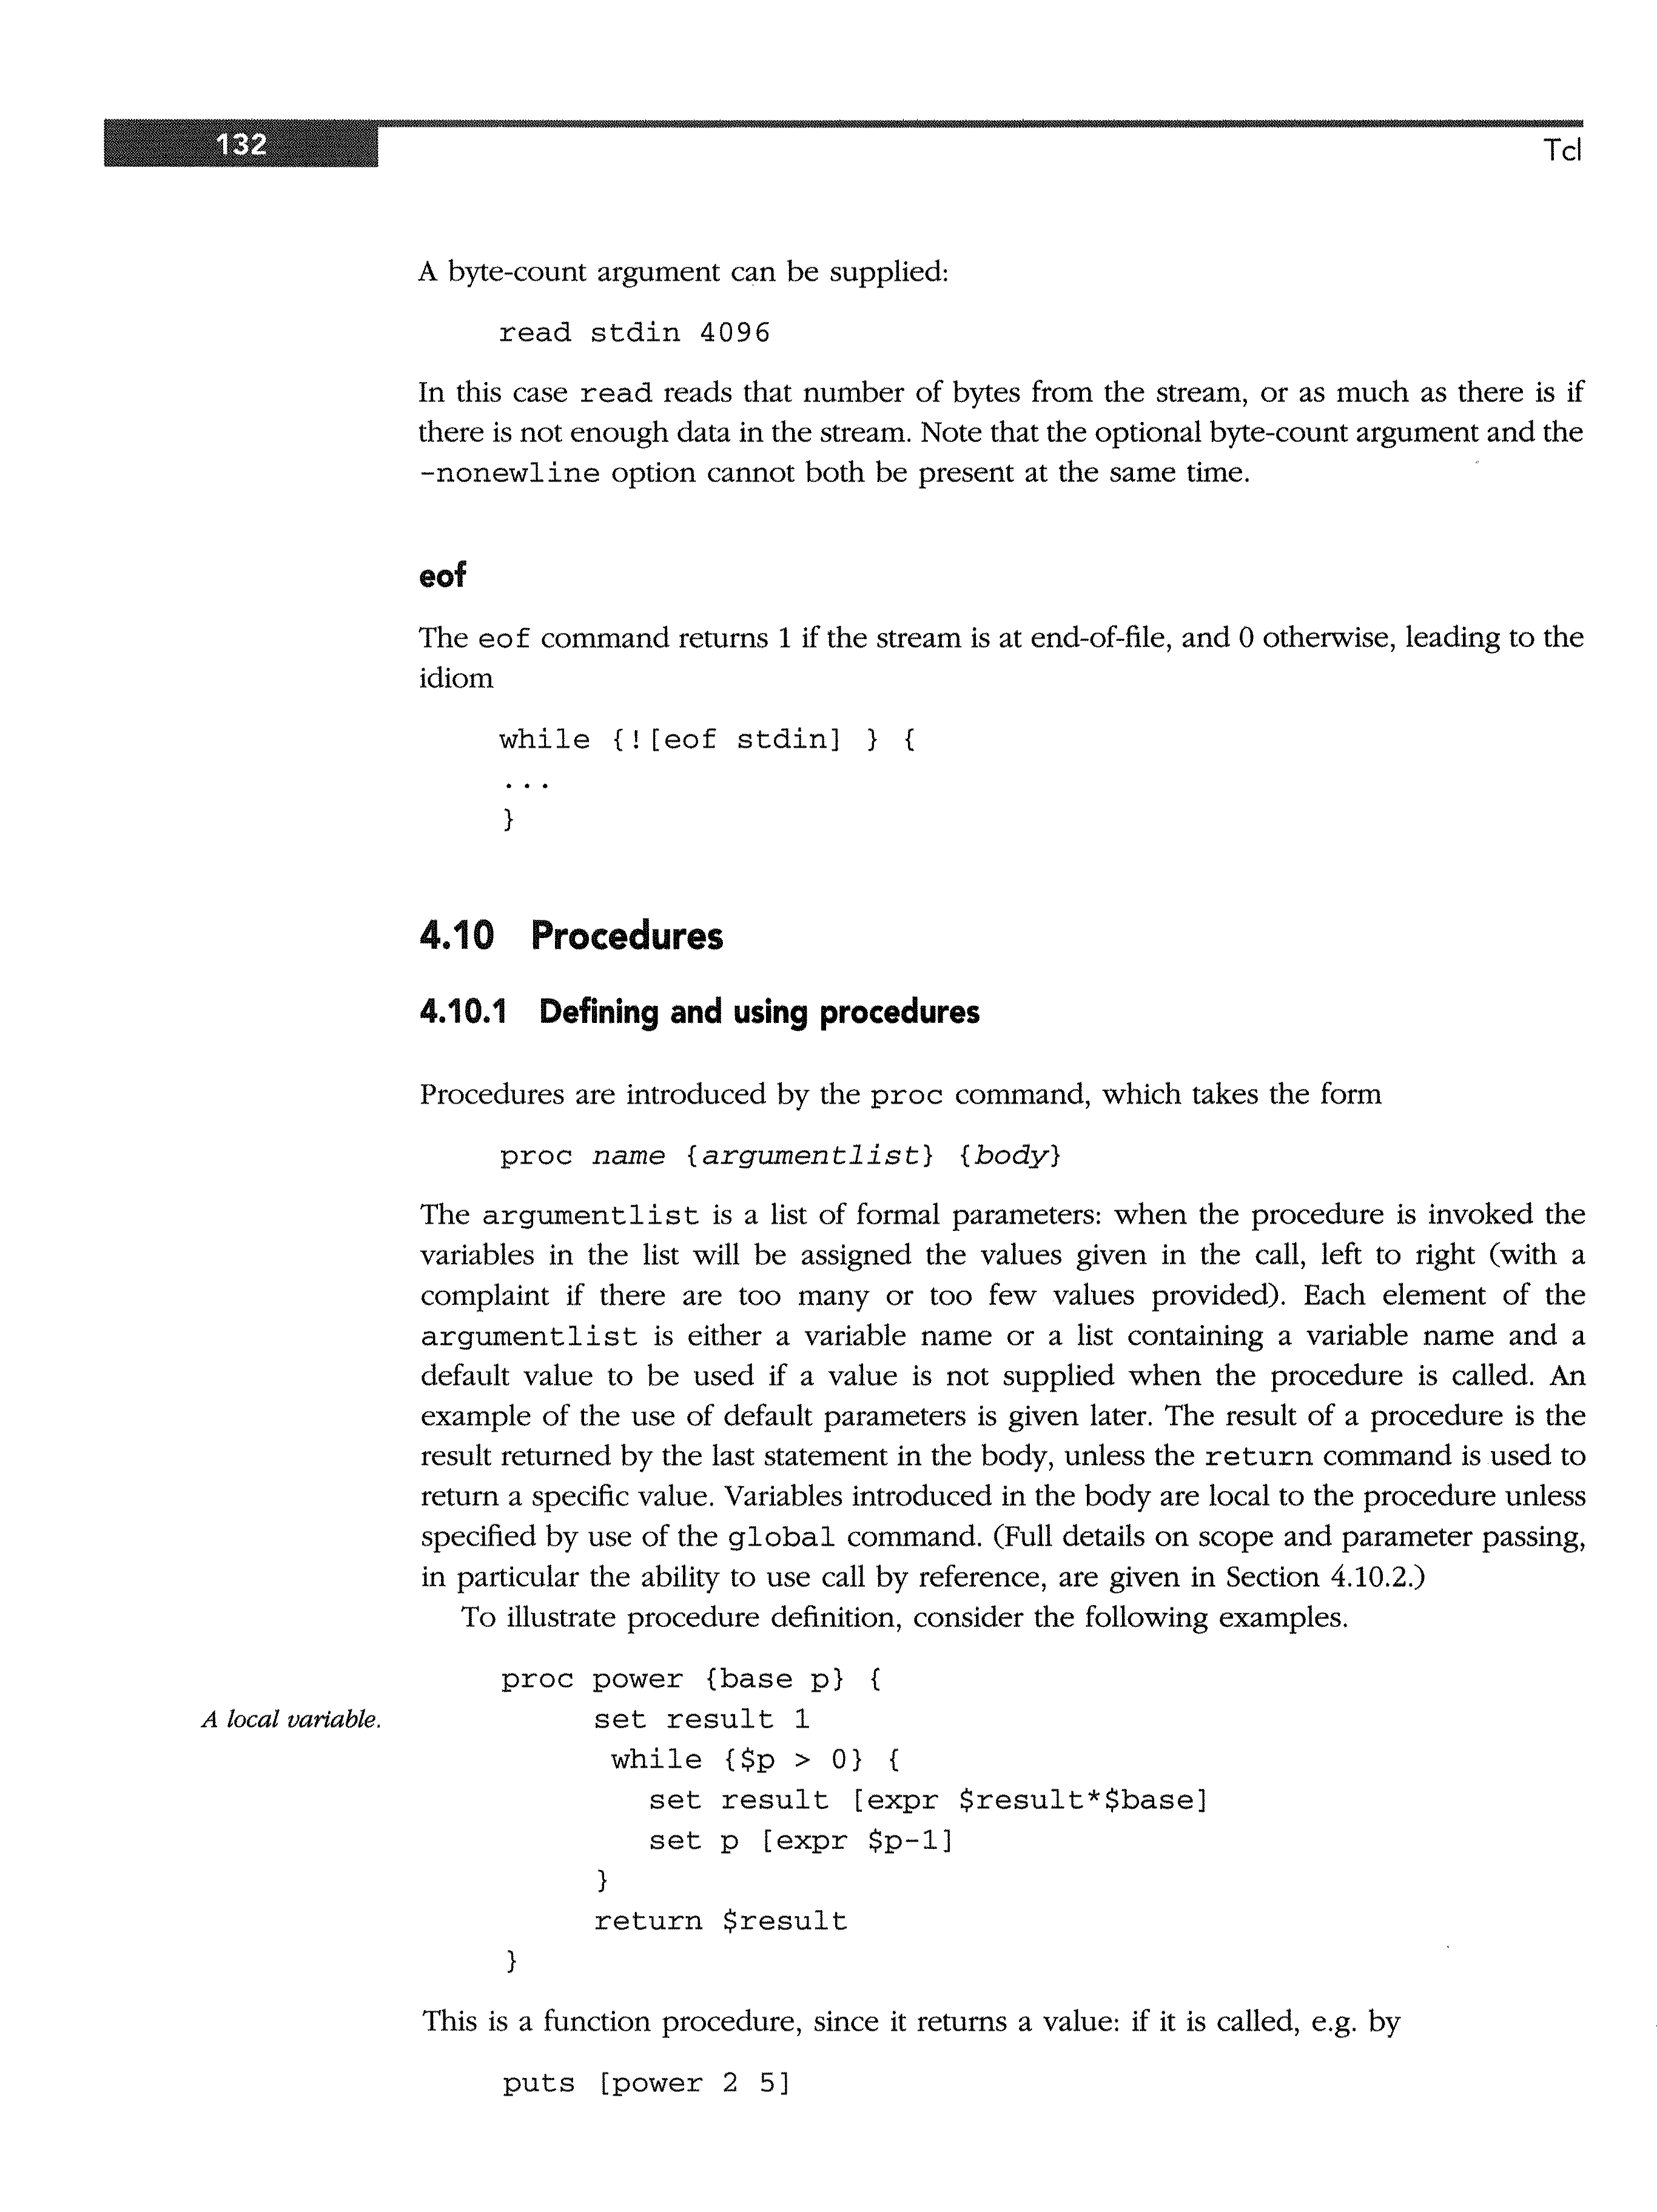 132
Tcl
A byte-count argument can be supplied:
read stdin 4096
In this case read reads that number of bytes from the stream, or as much as there is if
there is not enough data in the stream. Note that the optional byte-count argument and the
-nonewline option cannot both be present at the same time.
eof
The eof command returns 1 if the stream is at end-of-file, and 0 otherwise, leading to the
idiom
while {![eof stdin] } {
...
}
4.10 Procedures
4.10.1 Defining and using procedures
Procedures are introduced by the proc command, which takes the form
proc name {argumentlist} {body}
The argumentlist is a list of formal parameters: when the procedure is invoked the
variables in the list will be assigned the values given in the call, left to right (with a
complaint if there are too many or too few values provided). Each element of the
argumentlist is either a variable name or a list containing a variable name and a
default value to be used if a value is not supplied when the procedure is called. An
example of the use of default parameters is given later. The result of a procedure is the
result returned by the last statement in the body, unless the return command is used to
return a specific value. Variables introduced in the body are local to the procedure unless
specified by use of the global command. (Full details on scope and parameter passing,
in particular the ability to use call by reference, are given in Section 4.10.2.)
To illustrate procedure definition, consider the following examples.
proc power {base p} {
A local variable. set result 1
while {$p > 0} {
set result [expr $result*$base]
set p [expr $p-1]
}
return $result
}
This is a function procedure, since it returns a value: if it is called, e.g. by
puts [power 2 5]